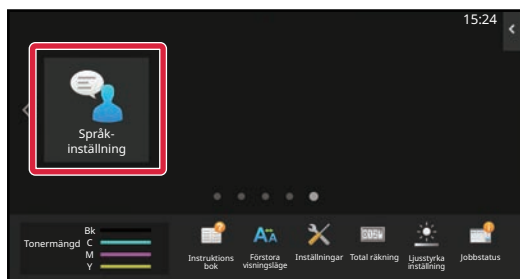 15:24
Språk-
inställning
Tonermängd
Bk
C
M
Y
Instruktions
bok
Förstora
visningsläge
Inställningar
Total räkning
Ljusstyrka
inställning
Jobbstatus